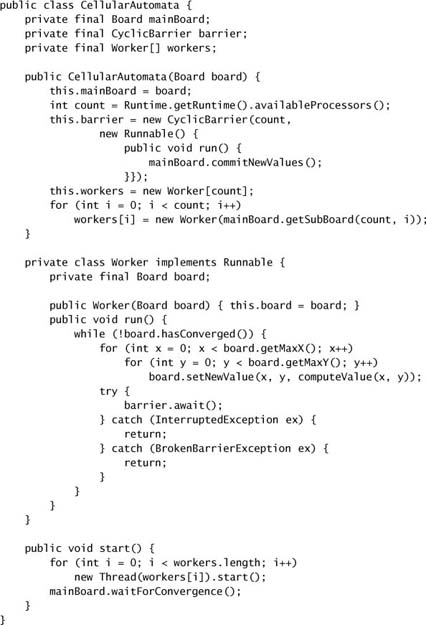 public class CellularAutomata {
    private final Board mainBoard;
    private final CyclicBarrier barrier;
    private final Worker[] workers;

    public CellularAutomata(Board board) {
        this.mainBoard = board;
        int count = Runtime.getRuntime().availableProcessors();
        this.barrier = new CyclicBarrier(count,
                new Runnable() {
                    public void run() {
                        mainBoard.commitNewValues();
                    }});
        this.workers = new Worker[count];
        for (int i = 0; i < count; i++)
            workers[i] = new Worker(mainBoard.getSubBoard(count, i));
    }

    private class Worker implements Runnable {
        private final Board board;

        public Worker(Board board) { this.board = board; }
        public void run() {
            while (!board.hasConverged()) {
                for (int x = 0; x < board.getMaxX(); x++)
                    for (int y = 0; y < board.getMaxY(); y++)
                        board.setNewValue(x, y, computeValue(x, y));
                try {
                    barrier.await();
                } catch (InterruptedException ex) {
                    return;
                } catch (BrokenBarrierException ex) {
                    return;
                }
            }
        }
    }

    public void start() {
        for (int i = 0; i < workers.length; i++)
            new Thread(workers[i]).start();
        mainBoard.waitForConvergence();
    }
}